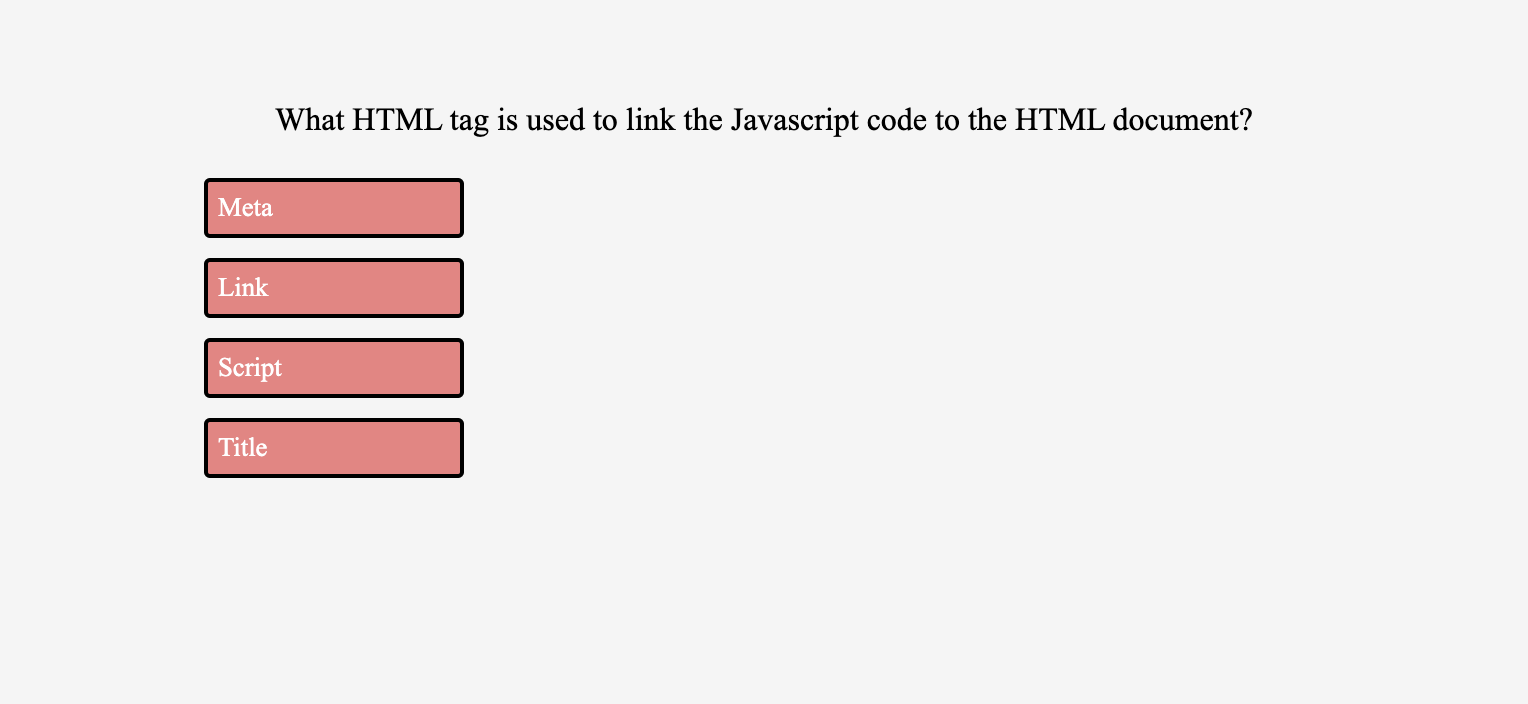 What HTML tag is used to link the Javascript code to the HTML document?
Meta
Link
Script
Title